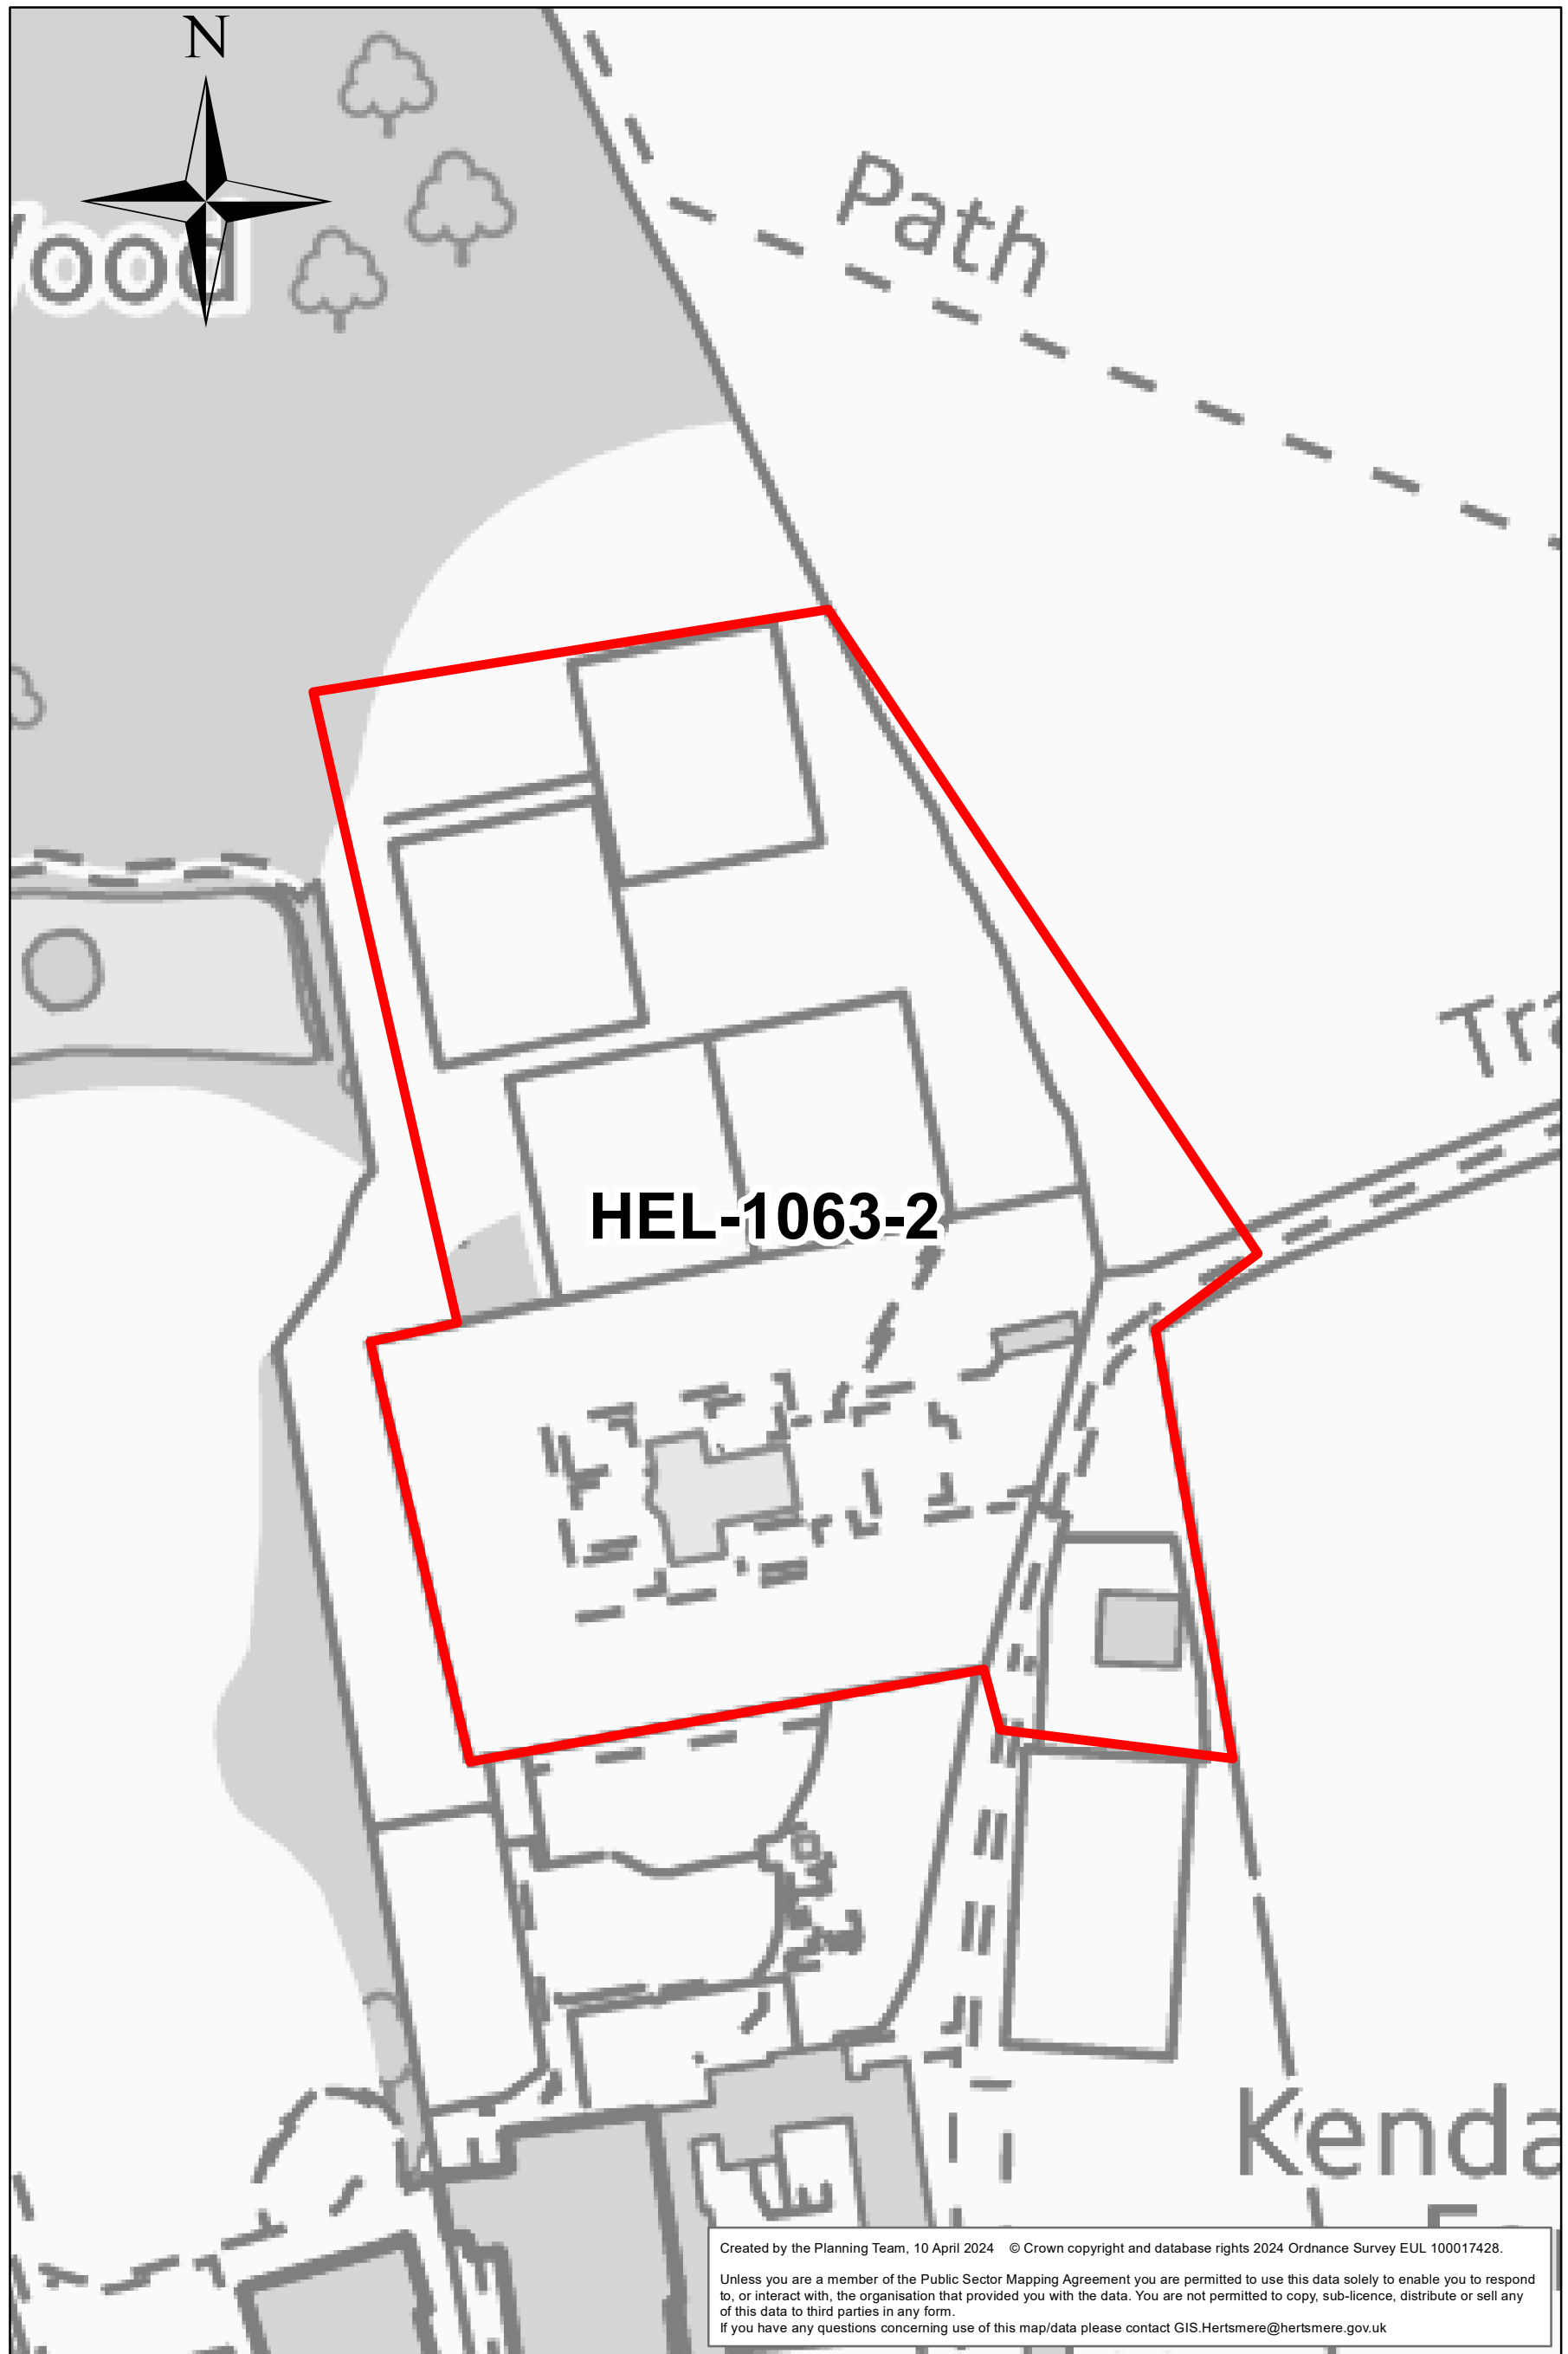 N
Path
HEL-1063-2
Created by the Planning Team, 10 April 2024 © Crown copyright and database rights 2024 Ordnance Survey EUL 100017428.
Unless you are a member of the Public Sector Mapping Agreement you are permitted to use this data solely to enable you to respond
to, or interact with, the organisation that provided you with the data. You are not permitted to copy, sub-licence, distribute or sell any
of this data to third parties in any form.
If you have any questions concerning use of this map/data please contact GIS.Hertsmere@hertsmere.gov.uk